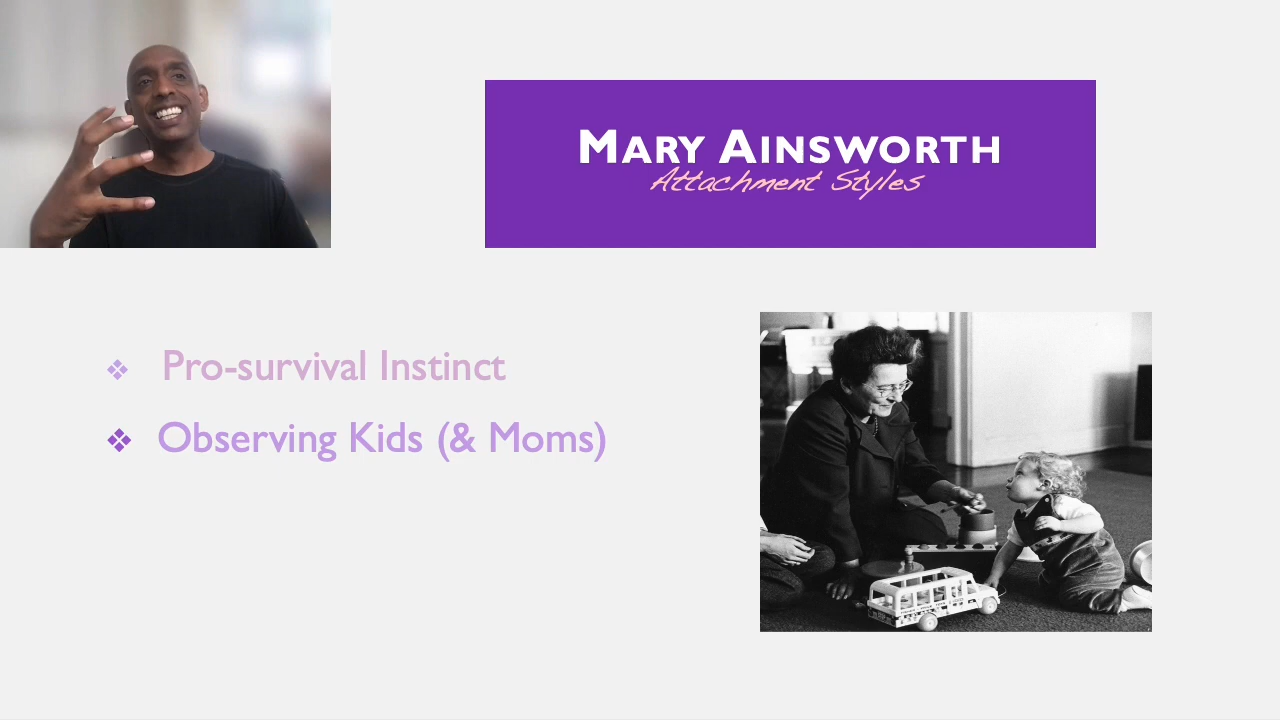 MARY AINSWORTH
Attachment Styles
Pro-survival Instinct
Observing Kids (& Moms)